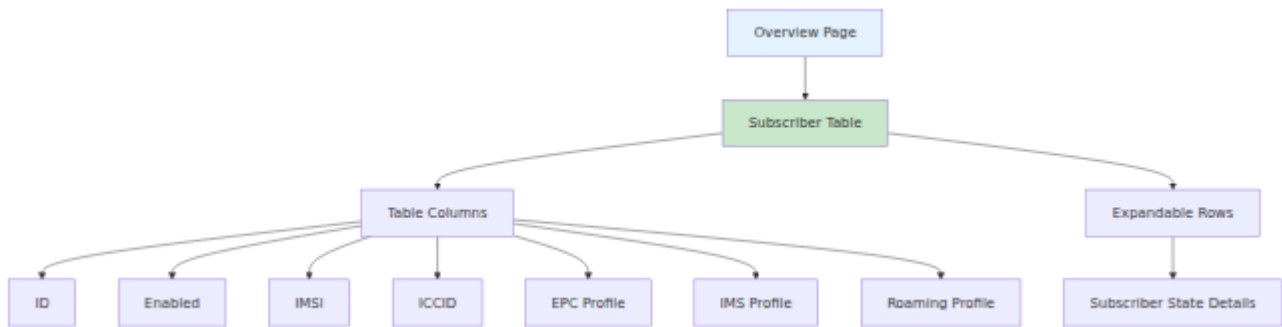 Overview Page
Subscriber Table
Table Columns
Expandable Rows
ID
Enabled
IMSI
ICCID
EPC Profile
IMS Profile
Roaming Profile
Subscriber State Details